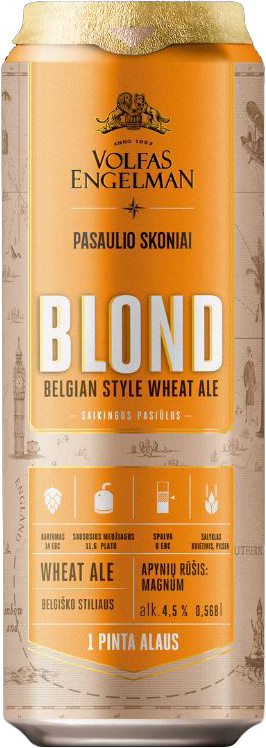 ANNO 1853
VOLFAS
ENGELMAN
PASAULIO SKONIAI
BLOND
BELGIAN STYLE WHEAT ALE
SAIKINGOS PASIŪLOS
KARTUMAS
14 EBC
SAUSOSIOS MEDŽIAGOS
11,6 PLATO
SPALVA
8 EBC
SALYKLAS
KVIETINIS, PILSEN
ENGLAND
UTHERN
WHEAT ALE
BELGIŠKO STILIAUS
APYNIŲ RŪŠIS:
MAGNUM
alk. 4,5 % 0,568 l
1 PINTA ALAUS